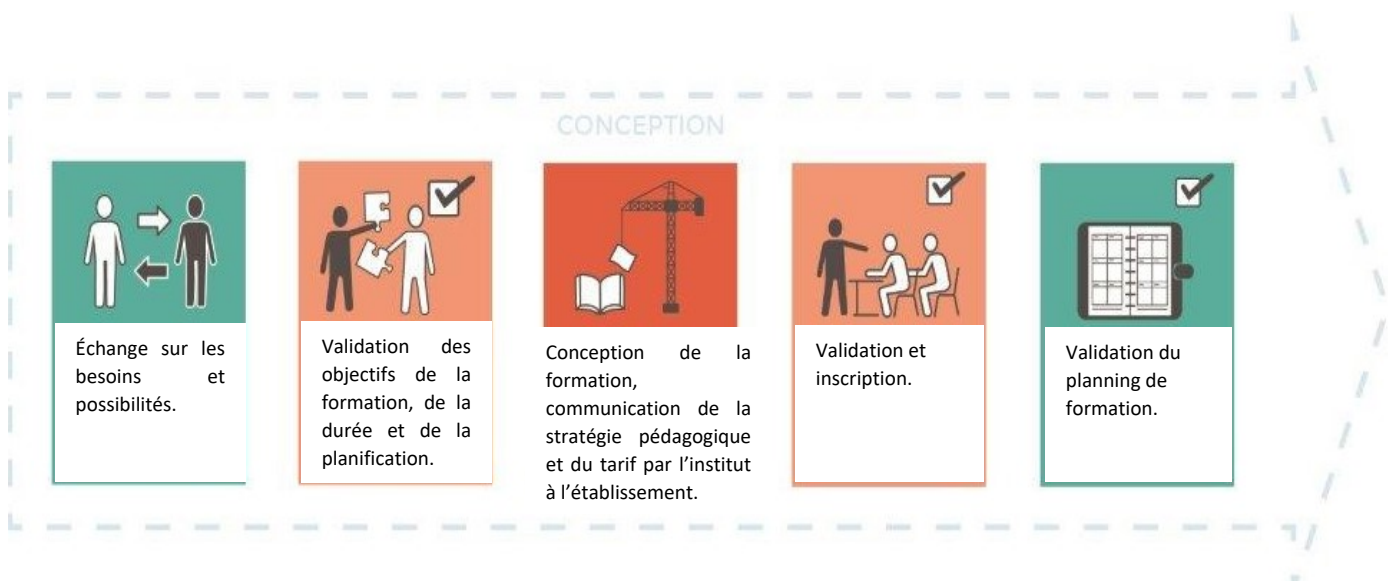 CONCEPTION
Échange sur les
besoins et
possibilités.
Validation des
objectifs de la
formation, de la
durée et de la
planification.
Conception de la
formation,
communication de la
stratégie pédagogique
et du tarif par l’institut
à l’établissement.
Validation et
inscription.
Validation du
planning de
formation.